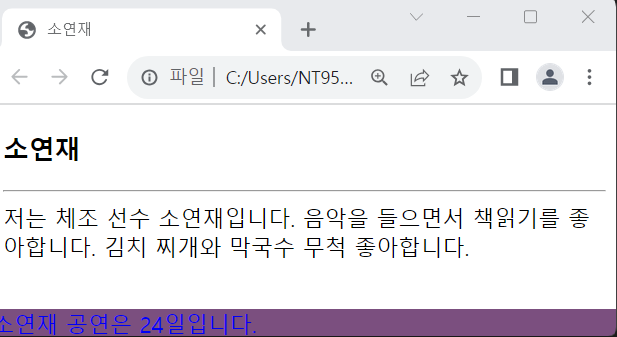 소연재
파일 C:/Users/NT95...
소연재
저는 체조 선수 소연재입니다. 음악을 들으면서 책읽기를 좋
아합니다. 김치 찌개와 막국수 무척 좋아합니다.
소연재 공연은 24일입니다.